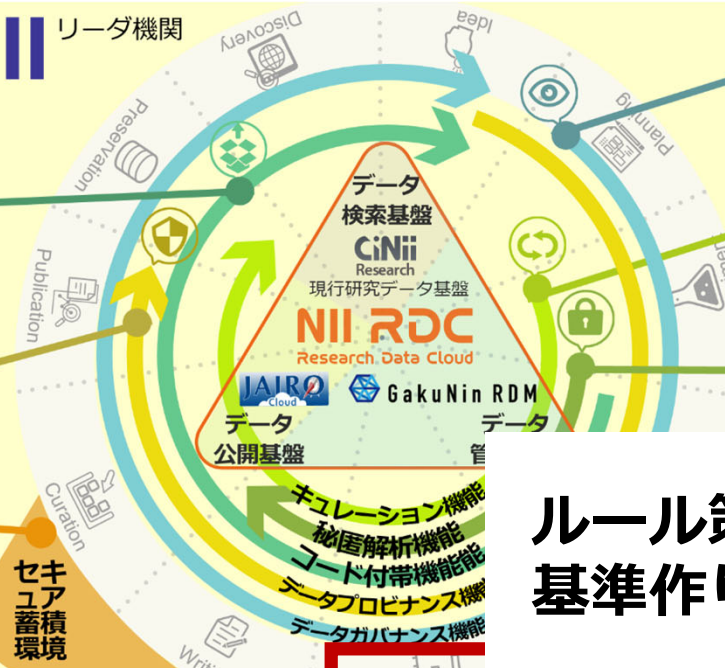 II
リーダ機関
Discovery
Idea
Preservation
Planning
Publication
データ
検索基盤
CiNii
Research
現行研究データ基盤
NII RDC
Research Data Cloud
JAIRO
Cloud
GakuNin RDM
データ
公開基盤
データ
管
Curation
キュレーション機能
秘匿解析機能
コード付帯機能能
データプロビナンス機能
データガバナンス機能
セキュア蓄積環境
ルール策
基準作り